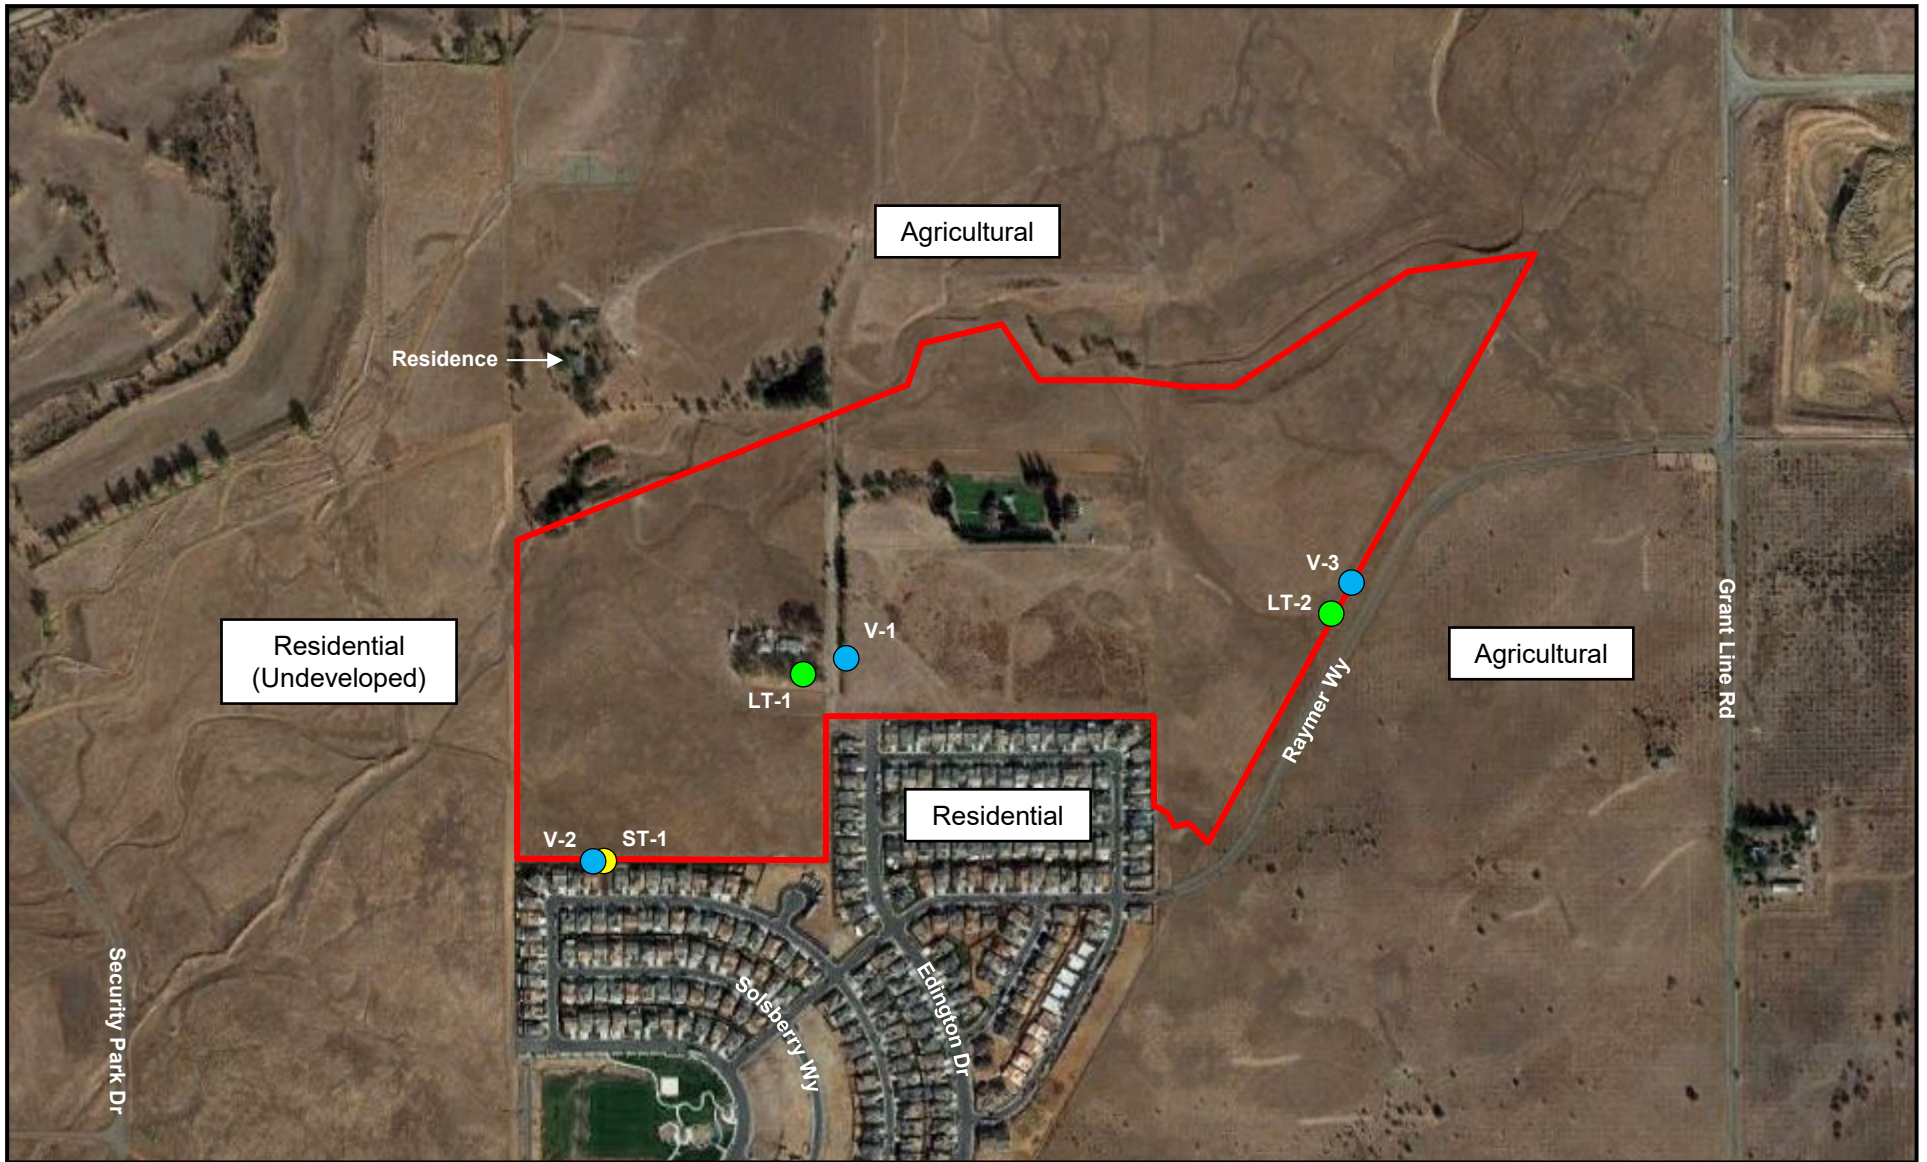 Agricultural
Residence
V-3
LT-2
Residential
(Undeveloped)
V-1
Agricultural
LT-1
Raymer Wy
Grant Line Rd
Residential
V-2
ST-1
Security Park Dr
Solsberry Wy
Edington Dr